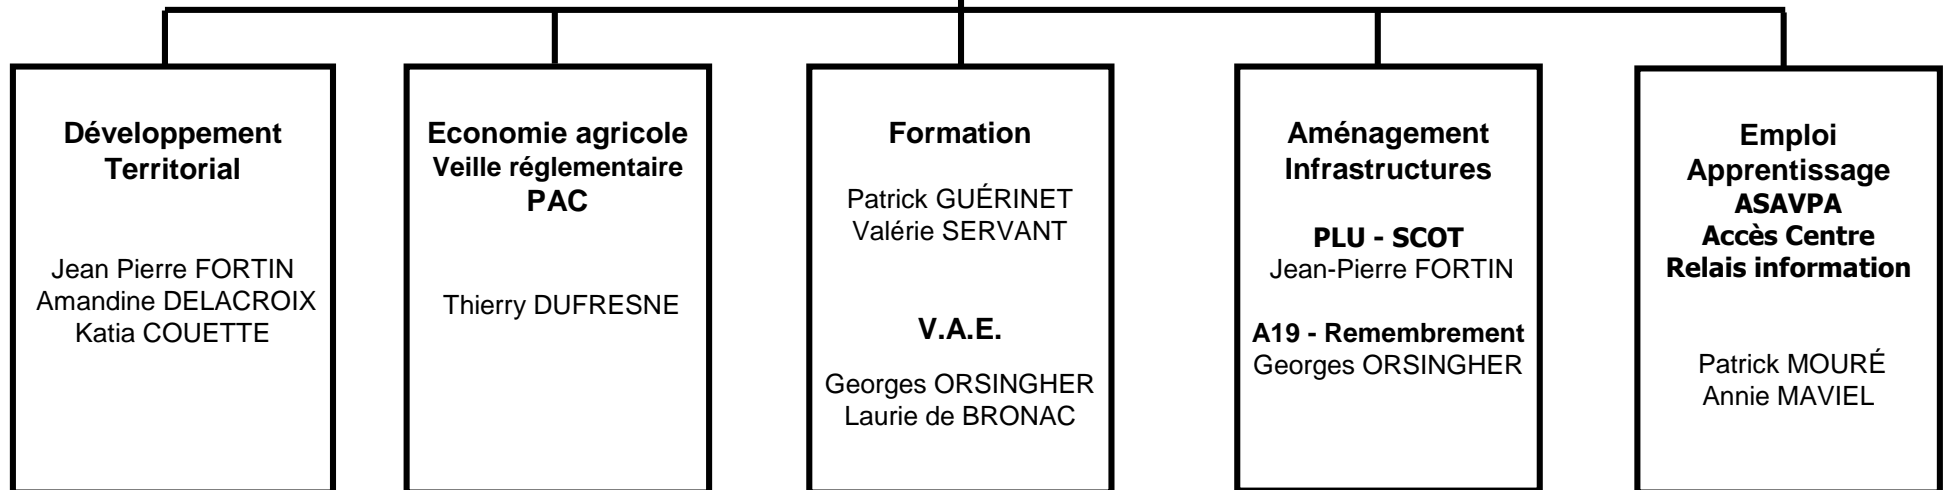 Développement
Territorial
Jean Pierre FORTIN
Amandine DELACROIX
Katia COUETTE
Economie agricole
Veille réglementaire
PAC
Thierry DUFRESNE
Formation
Patrick GUÉRINET
Valérie SERVANT
V.A.E.
Georges ORSINGHER
Laurie de BRONAC
Aménagement
Infrastructures
PLU - SCOT
Jean-Pierre FORTIN
A19 - Remembrement
Georges ORSINGHER
Emploi
Apprentissage
ASAVPA
Accès Centre
Relais information
Patrick MOURÉ
Annie MAVIEL